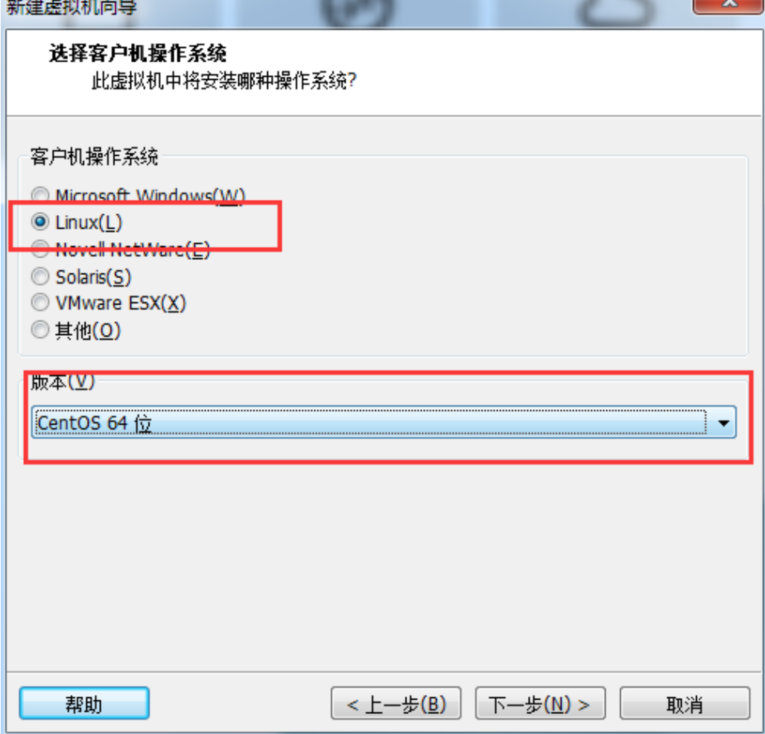 新建虚拟机向导
选择客户机操作系统
此虚拟机中将安装哪种操作系统?
客户机操作系统
Microsoft Windows(W)
Linux(L)
Novell NetWare(E)
Solaris(S)
VMware ESX(X)
其他(O)
版本(V)
CentOS 64 位
帮助
< 上一步(B)
下一步(N) >
取消